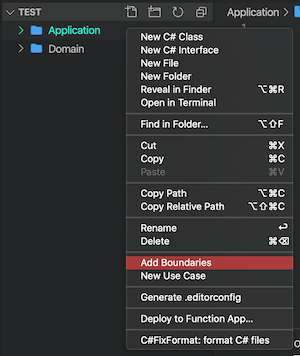 TEST
Application
Domain
Application >
1
New C# Class
New C# Interface
New File
New Folder
Reveal in Finder ⌥⌘R
Open in Terminal
Find in Folder... ⌥⇧F
Cut ⌘X
Copy ⌘C
Paste ⌘V
Copy Path ⌥⌘C
Copy Relative Path ⌥⇧⌘C
Rename ⏎
Delete ⌘⌫
Add Boundaries
New Use Case
Generate .editorconfig
Deploy to Function App...
C#FixFormat: format C# files